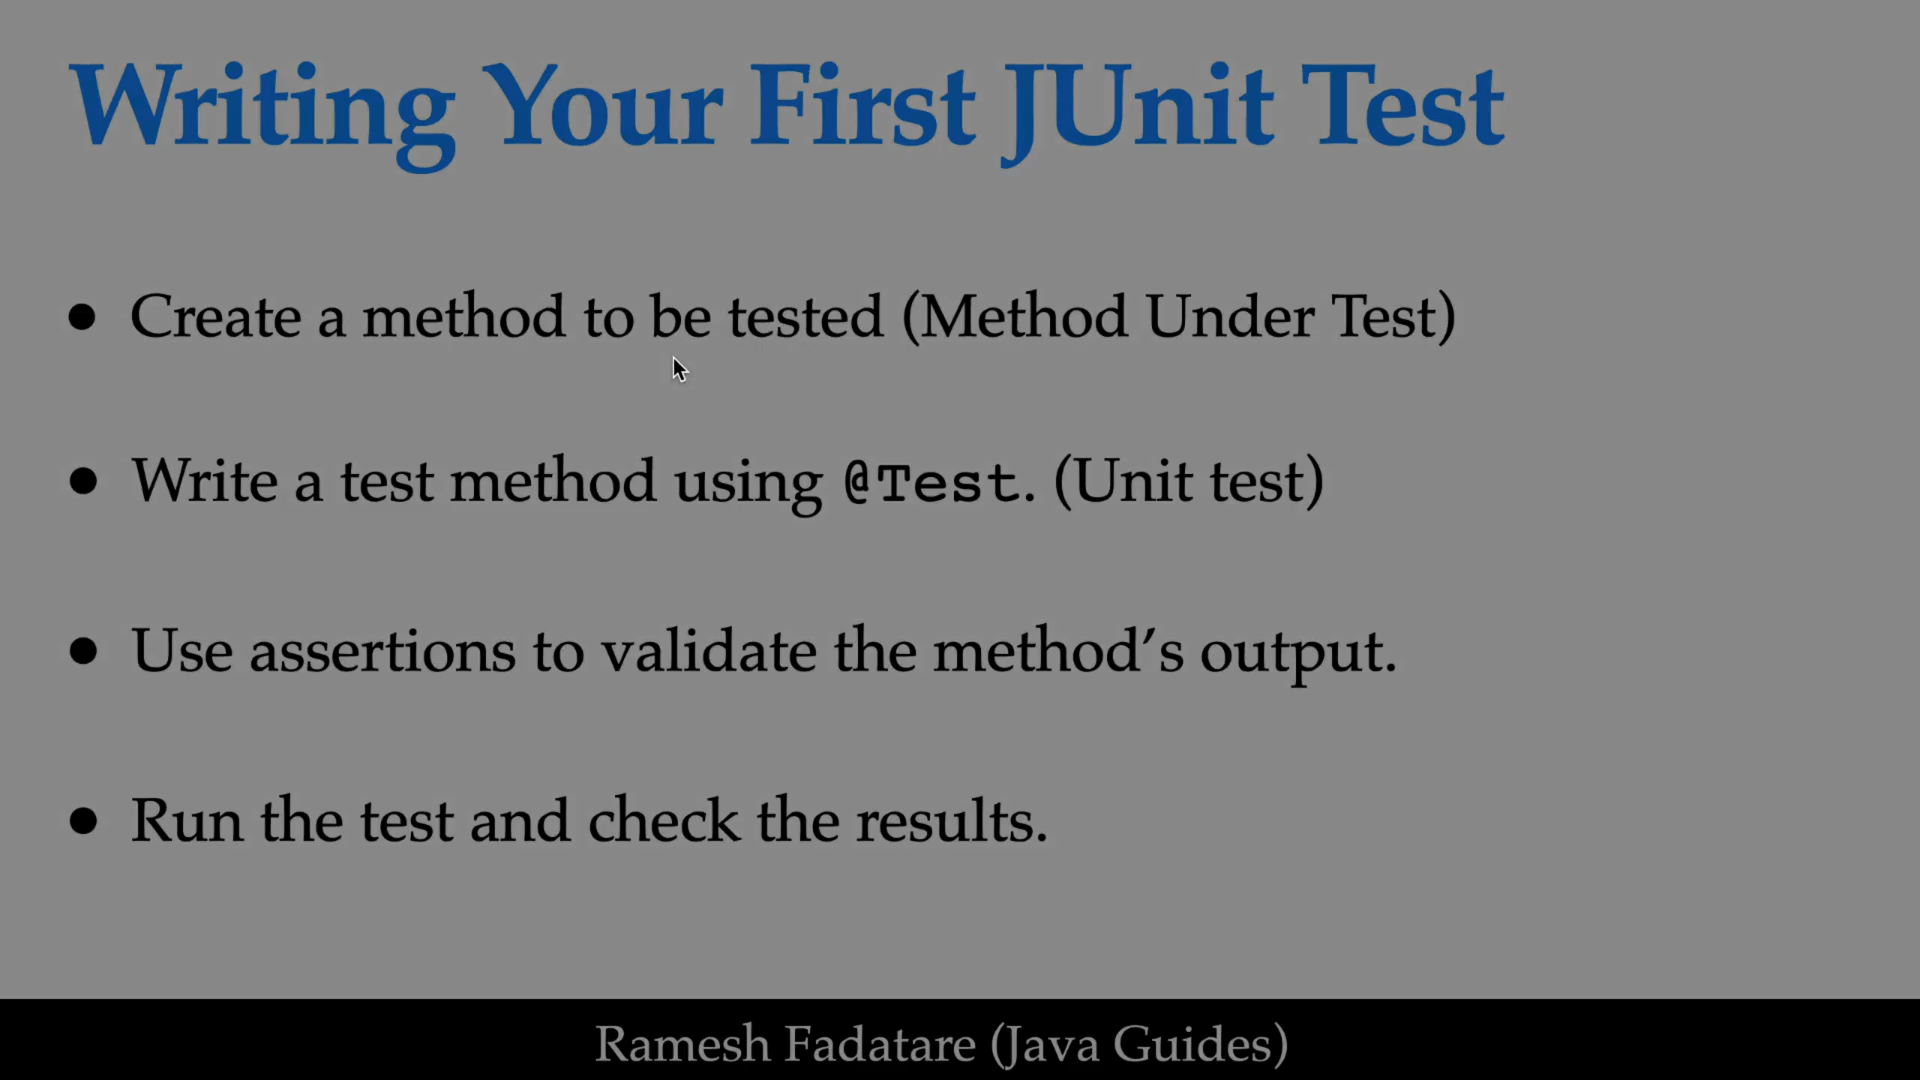 Writing Your First JUnit Test
• Create a method to be tested (Method Under Test)
• Write a test method using @Test. (Unit test)
• Use assertions to validate the method’s output.
• Run the test and check the results.
Ramesh Fadatare (Java Guides)